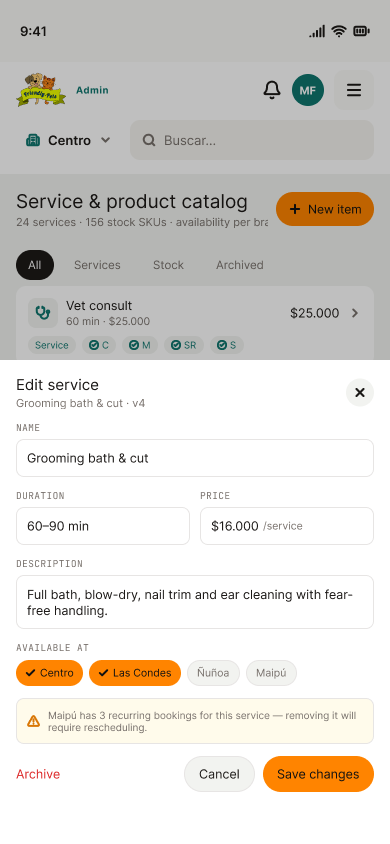 9:41
Friendly-Pets
Admin
MF
Centro
Buscar...
Service & product catalog
24 services · 156 stock SKUs · availability per bra
+ New item
All
Services
Stock
Archived
Vet consult
60 min · $25.000
$25.000
Service
C
M
SR
S
Edit service
Grooming bath & cut · v4
NAME
Grooming bath & cut
DURATION
PRICE
60–90 min
$16.000 /service
DESCRIPTION
Full bath, blow-dry, nail trim and ear cleaning with fear-
free handling.
AVAILABLE AT
Centro
Las Condes
Ñuñoa
Maipú
Maipú has 3 recurring bookings for this service — removing it will
require rescheduling.
Archive
Cancel
Save changes